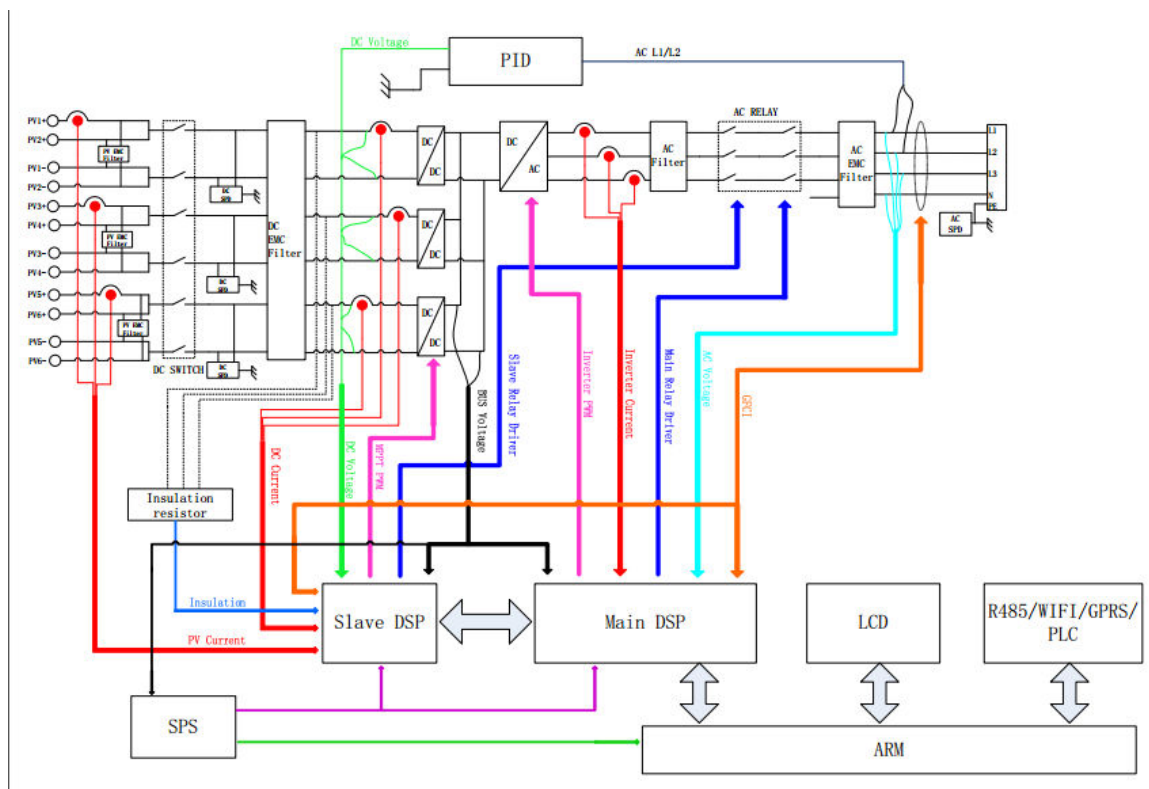 DC Voltage
PID
AC L1/L2
PV1+
PV2+
PV EMC
Filter
PV1-
PV2-
DC
SPD
PV3+
PV4+
PV EMC
Filter
PV3-
PV4-
DC
SPD
PV5+
PV6+
PV EMC
Filter
PV5-
PV6-
DC
SPD
DC SWITCH
DC
EMC
Filter
DC
DC
DC
DC
DC
DC
DC
AC
AC
Filter
AC RELAY
AC
EMC
Filter
L1
L2
L3
N
PE
AC
SPD
BUS Voltage
Slave Relay Driver
Inverter PWM
Inverter Current
Main Relay Driver
AC Voltage
GFCI
DC Current
DC Voltage
MPPT PWM
Insulation
resistor
Insulation
PV Current
Slave DSP
Main DSP
LCD
R485/WIFI/GPRS/
PLC
SPS
ARM